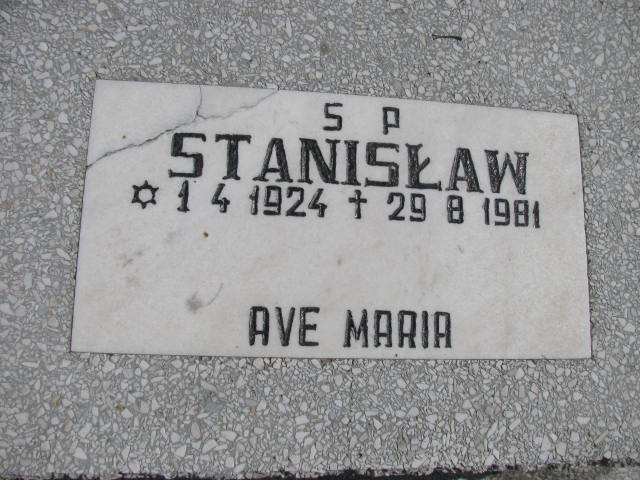 S P
STANISŁAW
✡ 1 4 1924 † 29 8 1981
AVE MARIA